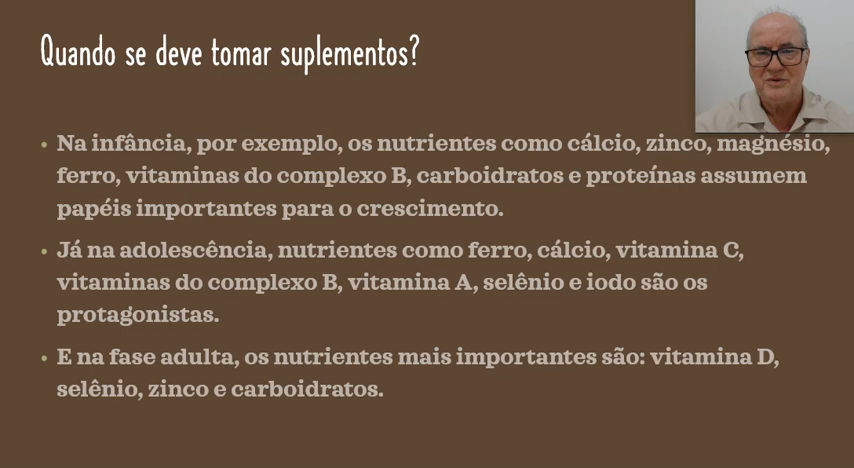 Quando se deve tomar suplementos?
• Na infância, por exemplo, os nutrientes como cálcio, zinco, magnésio,
ferro, vitaminas do complexo B, carboidratos e proteínas assumem
papéis importantes para o crescimento.
• Já na adolescência, nutrientes como ferro, cálcio, vitamina C,
vitaminas do complexo B, vitamina A, selênio e iodo são os
protagonistas.
• E na fase adulta, os nutrientes mais importantes são: vitamina D,
selênio, zinco e carboidratos.